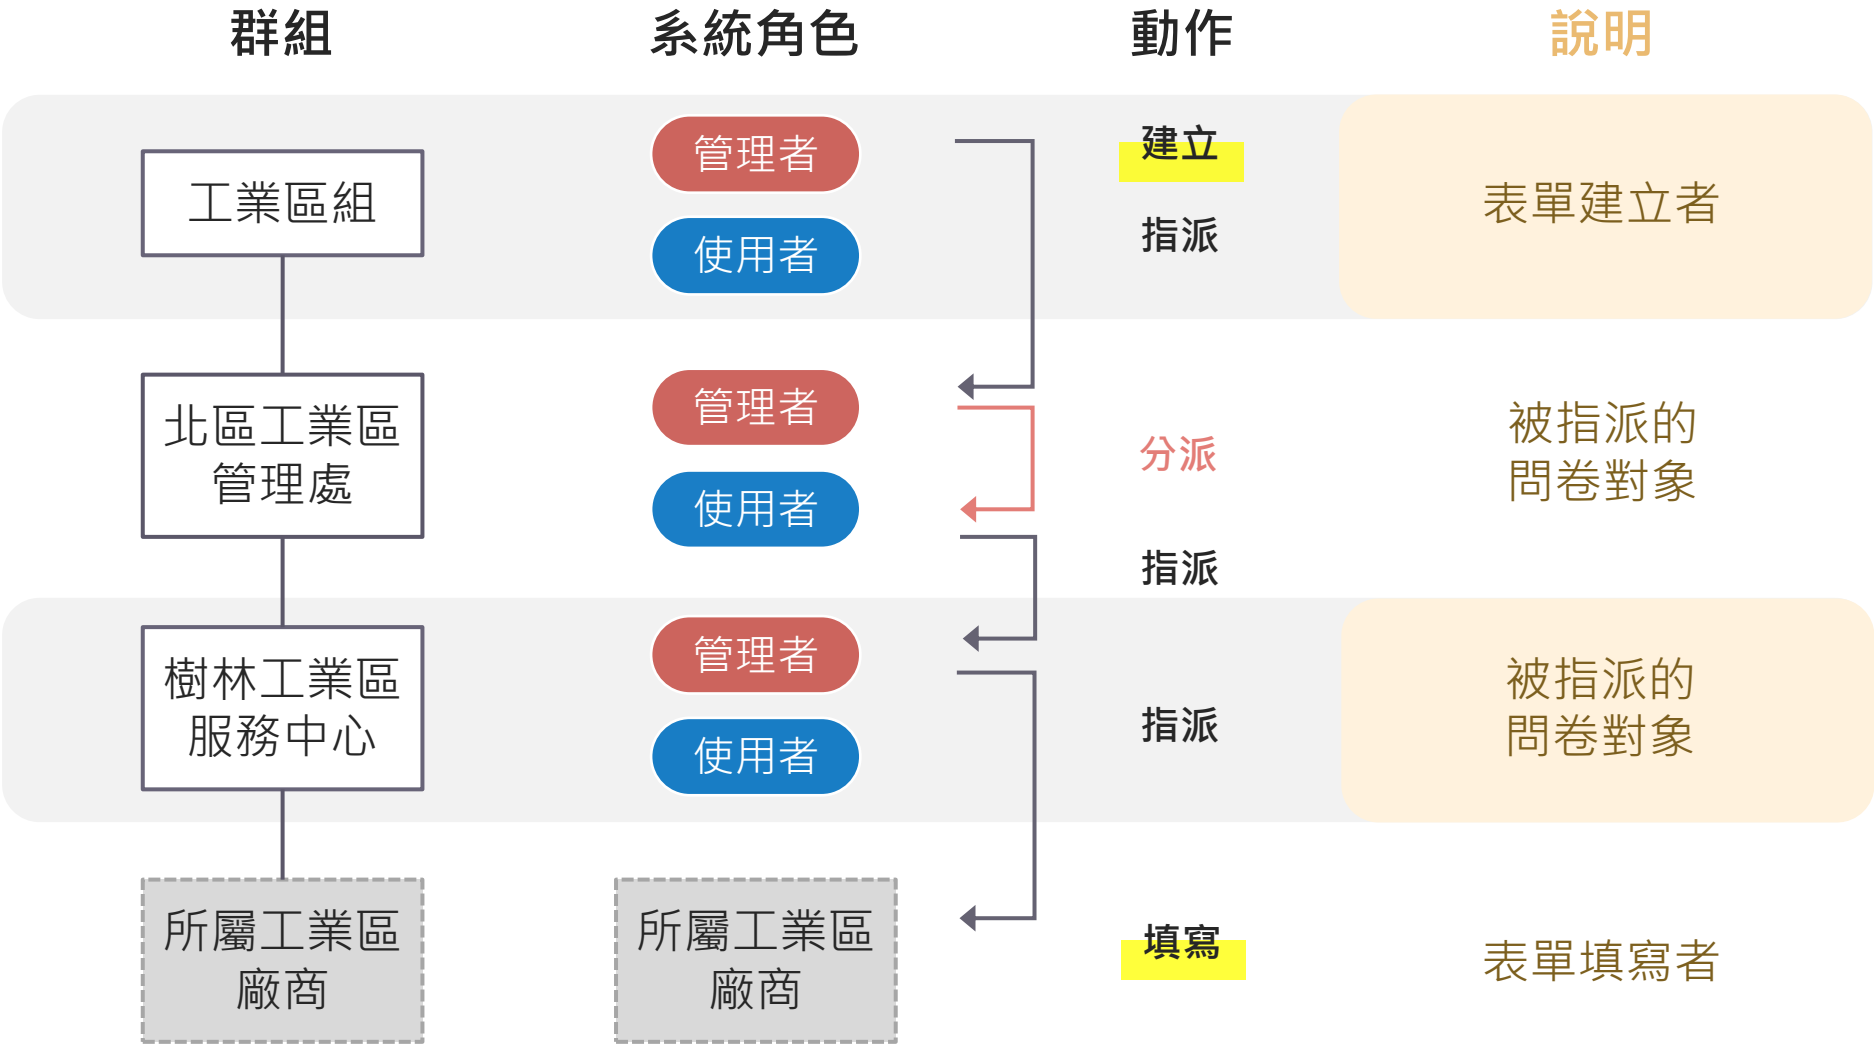 群組
系統角色
動作
說明
工業區組
管理者
使用者
建立
指派
表單建立者
北區工業區
管理處
管理者
使用者
分派
指派
被指派的
問卷對象
樹林工業區
服務中心
管理者
使用者
指派
被指派的
問卷對象
所屬工業區
廠商
所屬工業區
廠商
填寫
表單填寫者